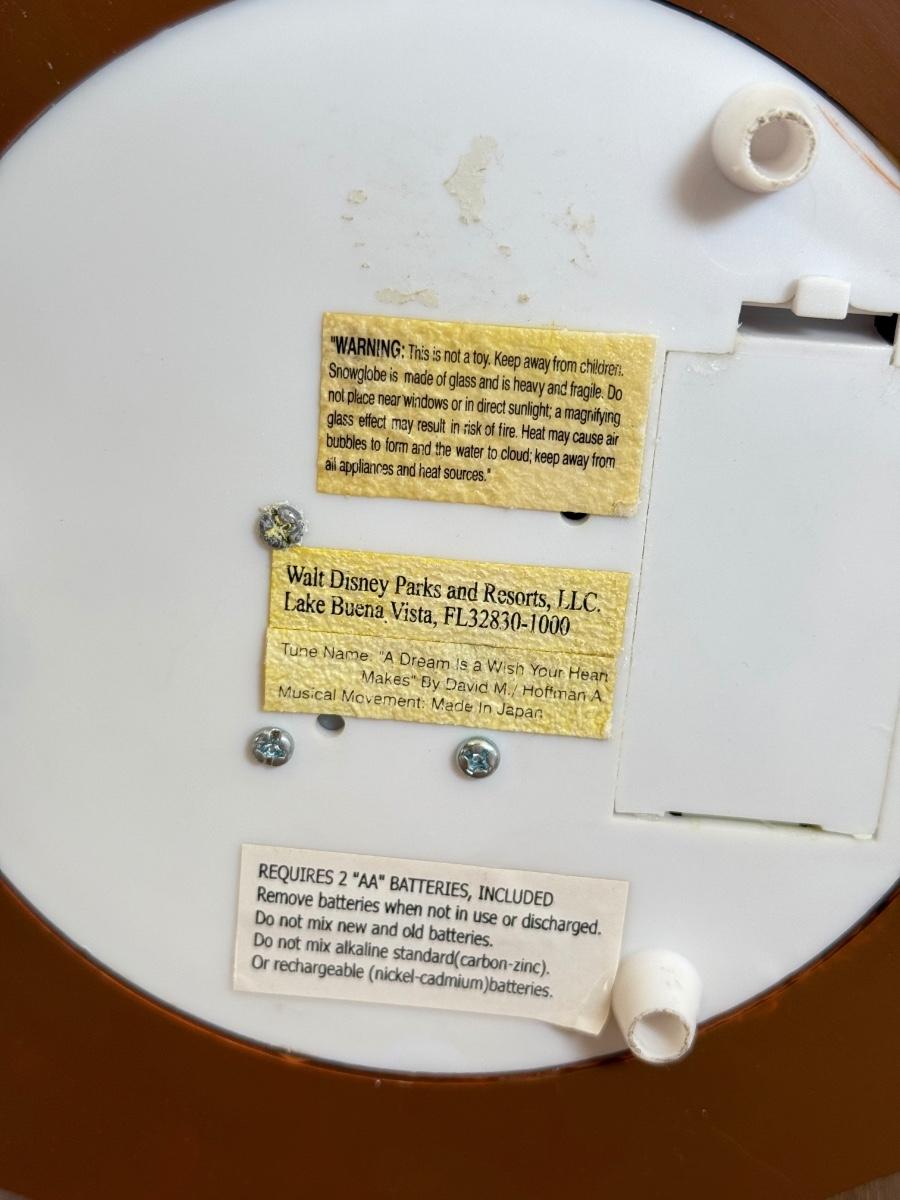 "WARNING: This is not a toy. Keep away from children.
Snowglobe is made of glass and is heavy and fragile. Do
not place near windows or in direct sunlight; a magnifying
glass effect may result in risk of fire. Heat may cause air
bubbles to form and the water to cloud; keep away from
all appliances and heat sources."
Walt Disney Parks and Resorts, LLC.
Lake Buena Vista, FL32830-1000
Tune Name: "A Dream Is a Wish Your Hear
Makes" By David M./ Hoffman A.
Musical Movement: Made In Japan
REQUIRES 2 "AA" BATTERIES, INCLUDED
Remove batteries when not in use or discharged.
Do not mix new and old batteries.
Do not mix alkaline standard(carbon-zinc).
Or rechargeable (nickel-cadmium)batteries.